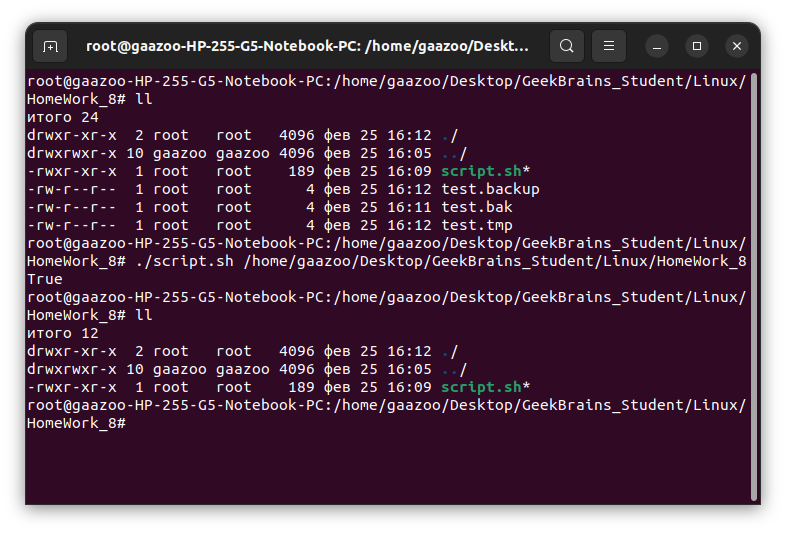 root@gaazoo-HP-255-G5-Notebook-PC: /home/gaazoo/Deskt...
root@gaazoo-HP-255-G5-Notebook-PC:/home/gaazoo/Desktop/GeekBrains_Student/Linux/
HomeWork_8# ll
итого 24
drwxr-xr-x  2 root   root   4096 фев 25 16:12 ./
drwxrwxr-x 10 gaazoo gaazoo 4096 фев 25 16:05 ../
-rwxr-xr-x  1 root   root    189 фев 25 16:09 script.sh*
-rw-r--r--  1 root   root      4 фев 25 16:12 test.backup
-rw-r--r--  1 root   root      4 фев 25 16:11 test.bak
-rw-r--r--  1 root   root      4 фев 25 16:12 test.tmp
root@gaazoo-HP-255-G5-Notebook-PC:/home/gaazoo/Desktop/GeekBrains_Student/Linux/
HomeWork_8# ./script.sh /home/gaazoo/Desktop/GeekBrains_Student/Linux/HomeWork_8
True
root@gaazoo-HP-255-G5-Notebook-PC:/home/gaazoo/Desktop/GeekBrains_Student/Linux/
HomeWork_8# ll
итого 12
drwxr-xr-x  2 root   root   4096 фев 25 16:12 ./
drwxrwxr-x 10 gaazoo gaazoo 4096 фев 25 16:05 ../
-rwxr-xr-x  1 root   root    189 фев 25 16:09 script.sh*
root@gaazoo-HP-255-G5-Notebook-PC:/home/gaazoo/Desktop/GeekBrains_Student/Linux/
HomeWork_8#